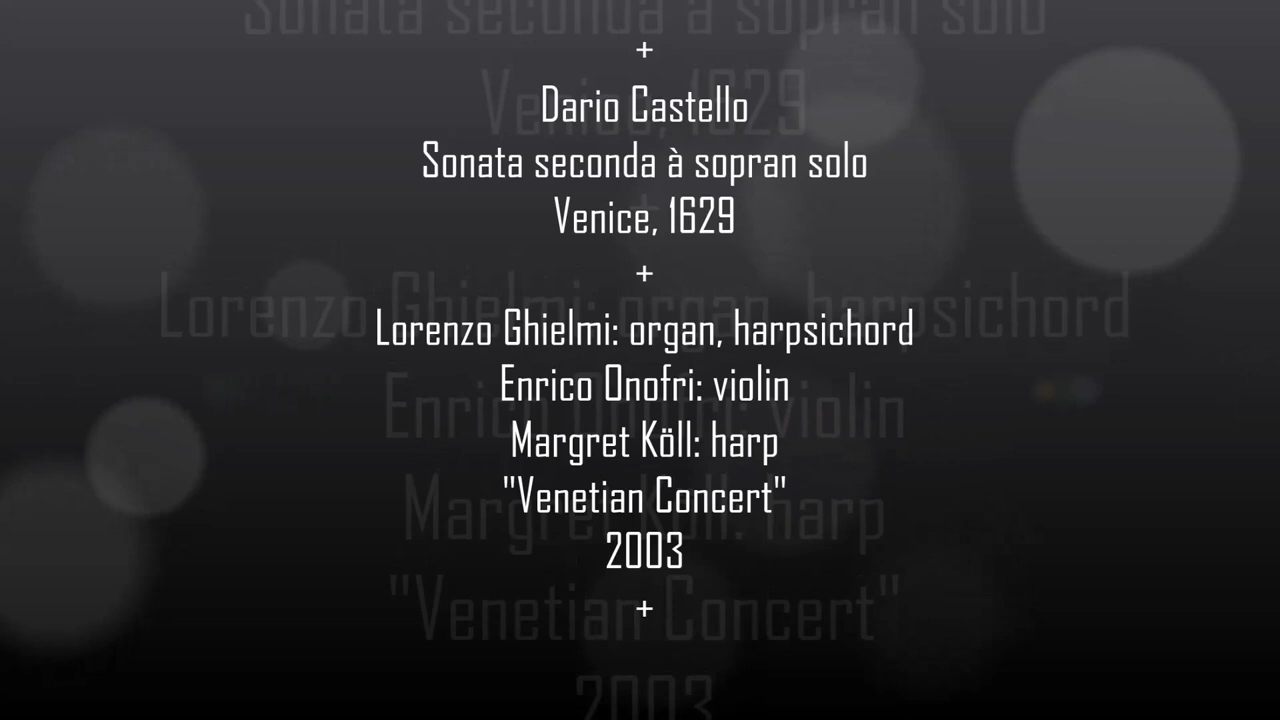 +
Dario Castello
Sonata seconda à sopran solo
Venice, 1629
+
Lorenzo Ghielmi: organ, harpsichord
Enrico Onofri: violin
Margret Köll: harp
"Venetian Concert"
2003
+